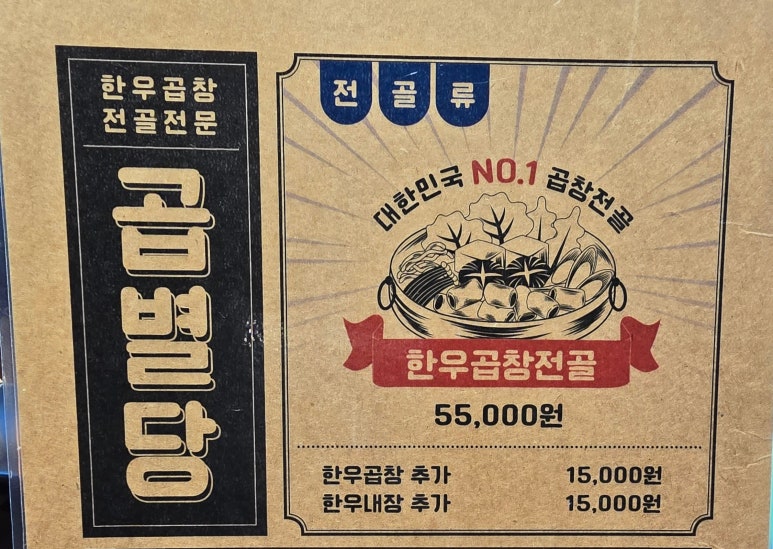 한우곱창
전골전문
곱별당
전골류
대한민국 NO.1 곱창전골
한우곱창전골
55,000원
한우곱창 추가 15,000원
한우내장 추가 15,000원